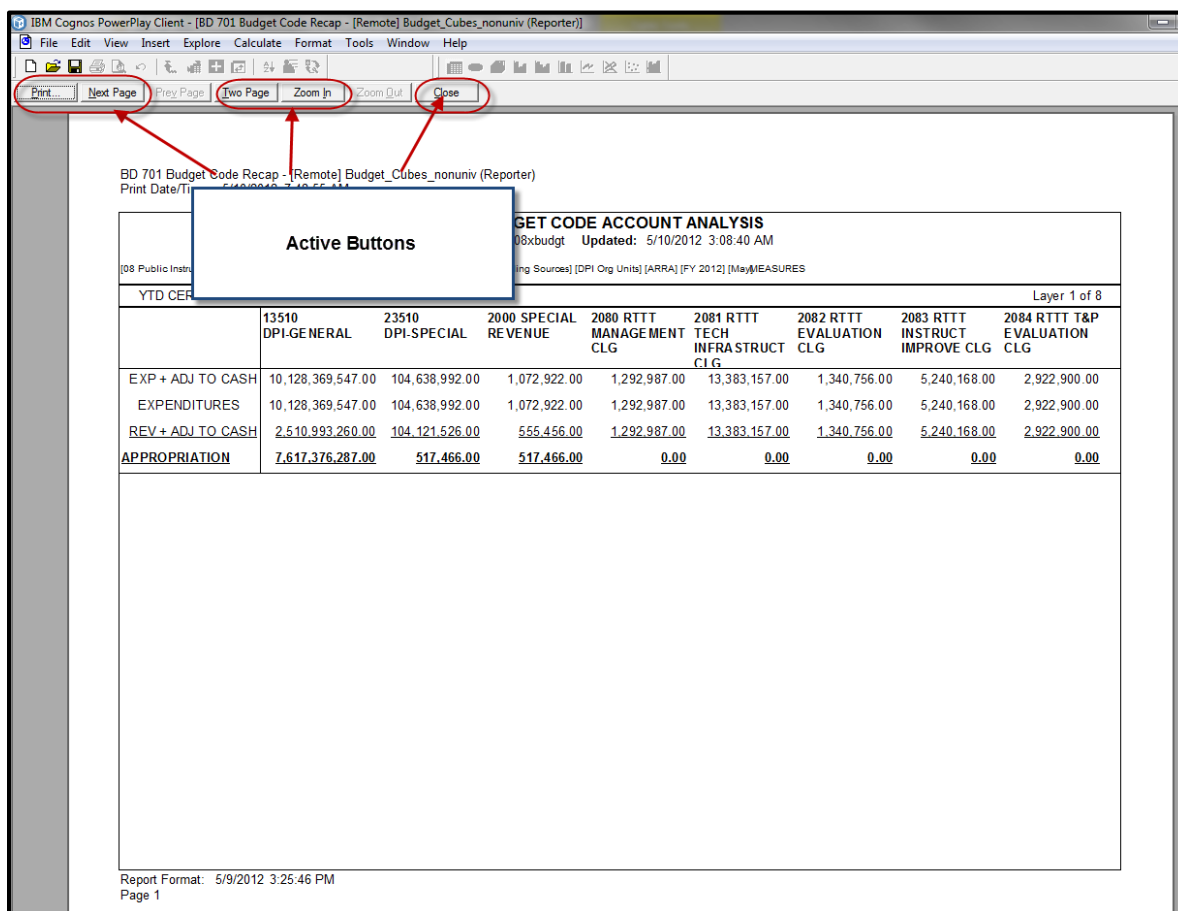 IBM Cognos PowerPlay Client - [BD 701 Budget Code Recap - [Remote] Budget_Cubes_nonuniv (Reporter)]
File Edit View Insert Explore Calculate Format Tools Window Help
Print... Next Page Prev Page Two Page Zoom In Zoom Out Close
BD 701 Budget Code Recap - [Remote] Budget_Cubes_nonuniv (Reporter)
Print Date/Ti
Active Buttons
GET CODE ACCOUNT ANALYSIS
08xbudgt Updated: 5/10/2012 3:08:40 AM
[08 Public Instru ing Sources] [DPI Org Units] [ARRA] [FY 2012] [May]MEASURES
YTD CER Layer 1 of 8
13510 23510 2000 SPECIAL 2080 RTTT 2081 RTTT 2082 RTTT 2083 RTTT 2084 RTTT T&P
DPI-GENERAL DPI-SPECIAL REVENUE MANAGEMENT TECH EVALUATION INSTRUCT EVALUATION
CLG INFRASTRUCT CLG IMPROVE CLG CLG
CLG
EXP + ADJ TO CASH 10,128,369,547.00 104,638,992.00 1,072,922.00 1,292,987.00 13,383,157.00 1,340,756.00 5,240,168.00 2,922,900.00
EXPENDITURES 10,128,369,547.00 104,638,992.00 1,072,922.00 1,292,987.00 13,383,157.00 1,340,756.00 5,240,168.00 2,922,900.00
REV + ADJ TO CASH 2,510,993,260.00 104,121,526.00 555,456.00 1,292,987.00 13,383,157.00 1,340,756.00 5,240,168.00 2,922,900.00
APPROPRIATION 7,617,376,287.00 517,466.00 517,466.00 0.00 0.00 0.00 0.00 0.00
Report Format: 5/9/2012 3:25:46 PM
Page 1